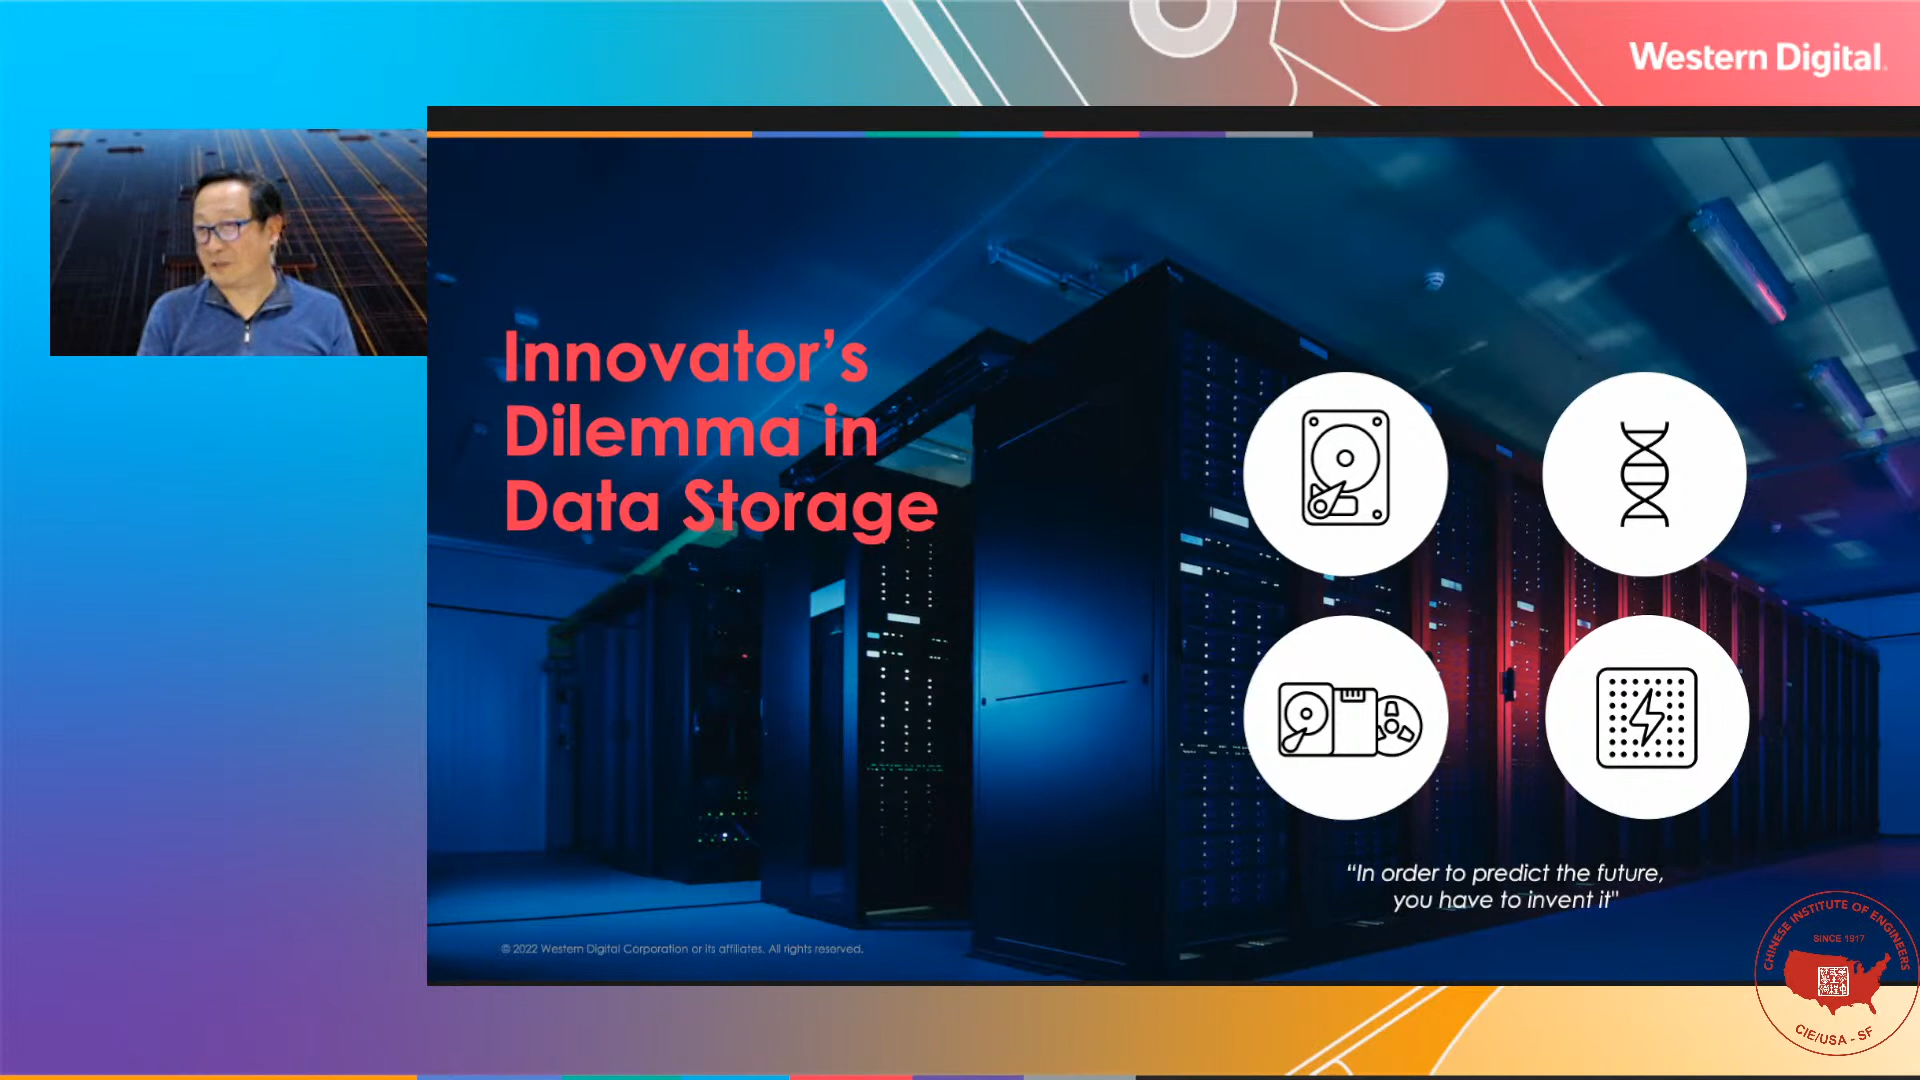 Western Digital.
Innovator's
Dilemma in
Data Storage
“In order to predict the future,
you have to invent it"
© 2022 Western Digital Corporation or its affiliates. All rights reserved.
CHINESE INSTITUTE OF ENGINEERS
SINCE 1917
CIE/USA - SF